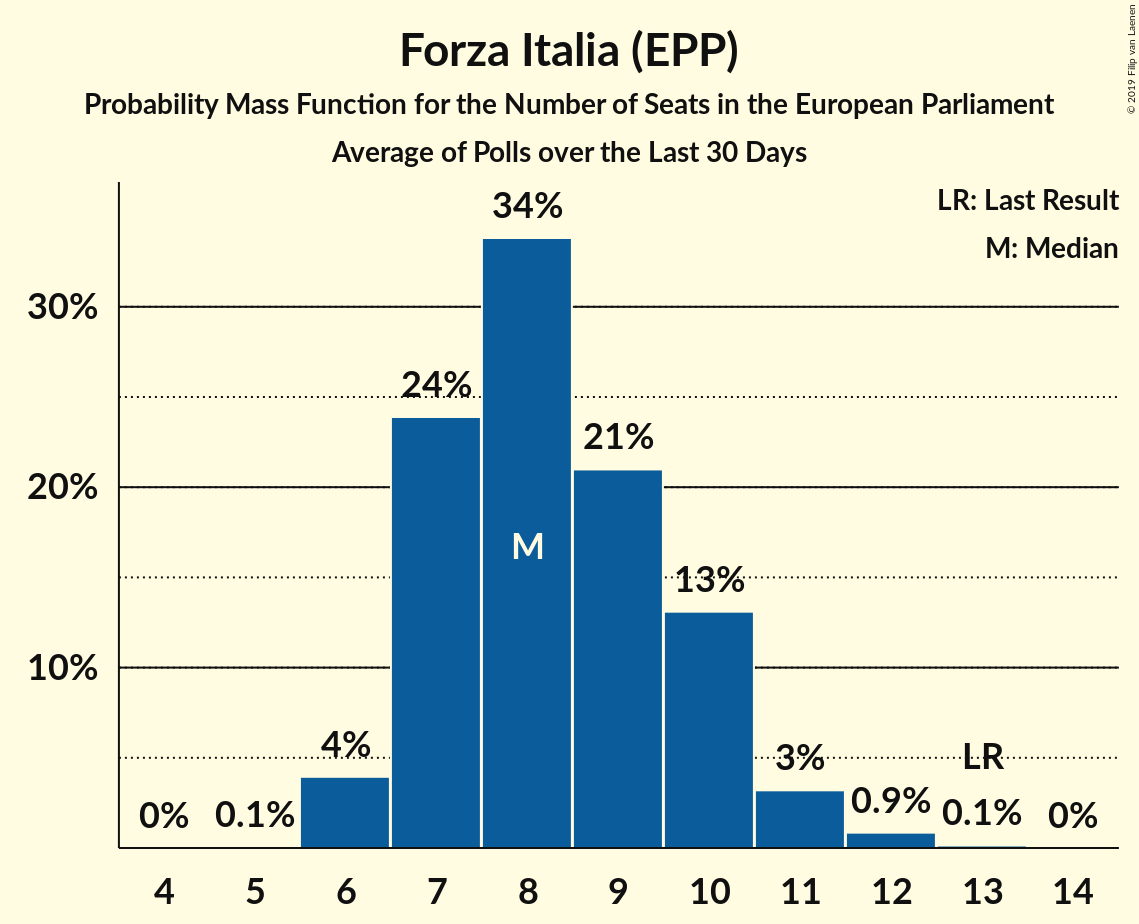 Forza Italia (EPP)
Probability Mass Function for the Number of Seats in the European Parliament
Average of Polls over the Last 30 Days
© 2019 Filip van Laenen
LR: Last Result
M: Median
34%
30%
24%
21%
20%
M
13%
10%
4%
3%
LR
0%
0.1%
0.9%
0.1%
0%
4 5 6 7 8 9 10 11 12 13 14